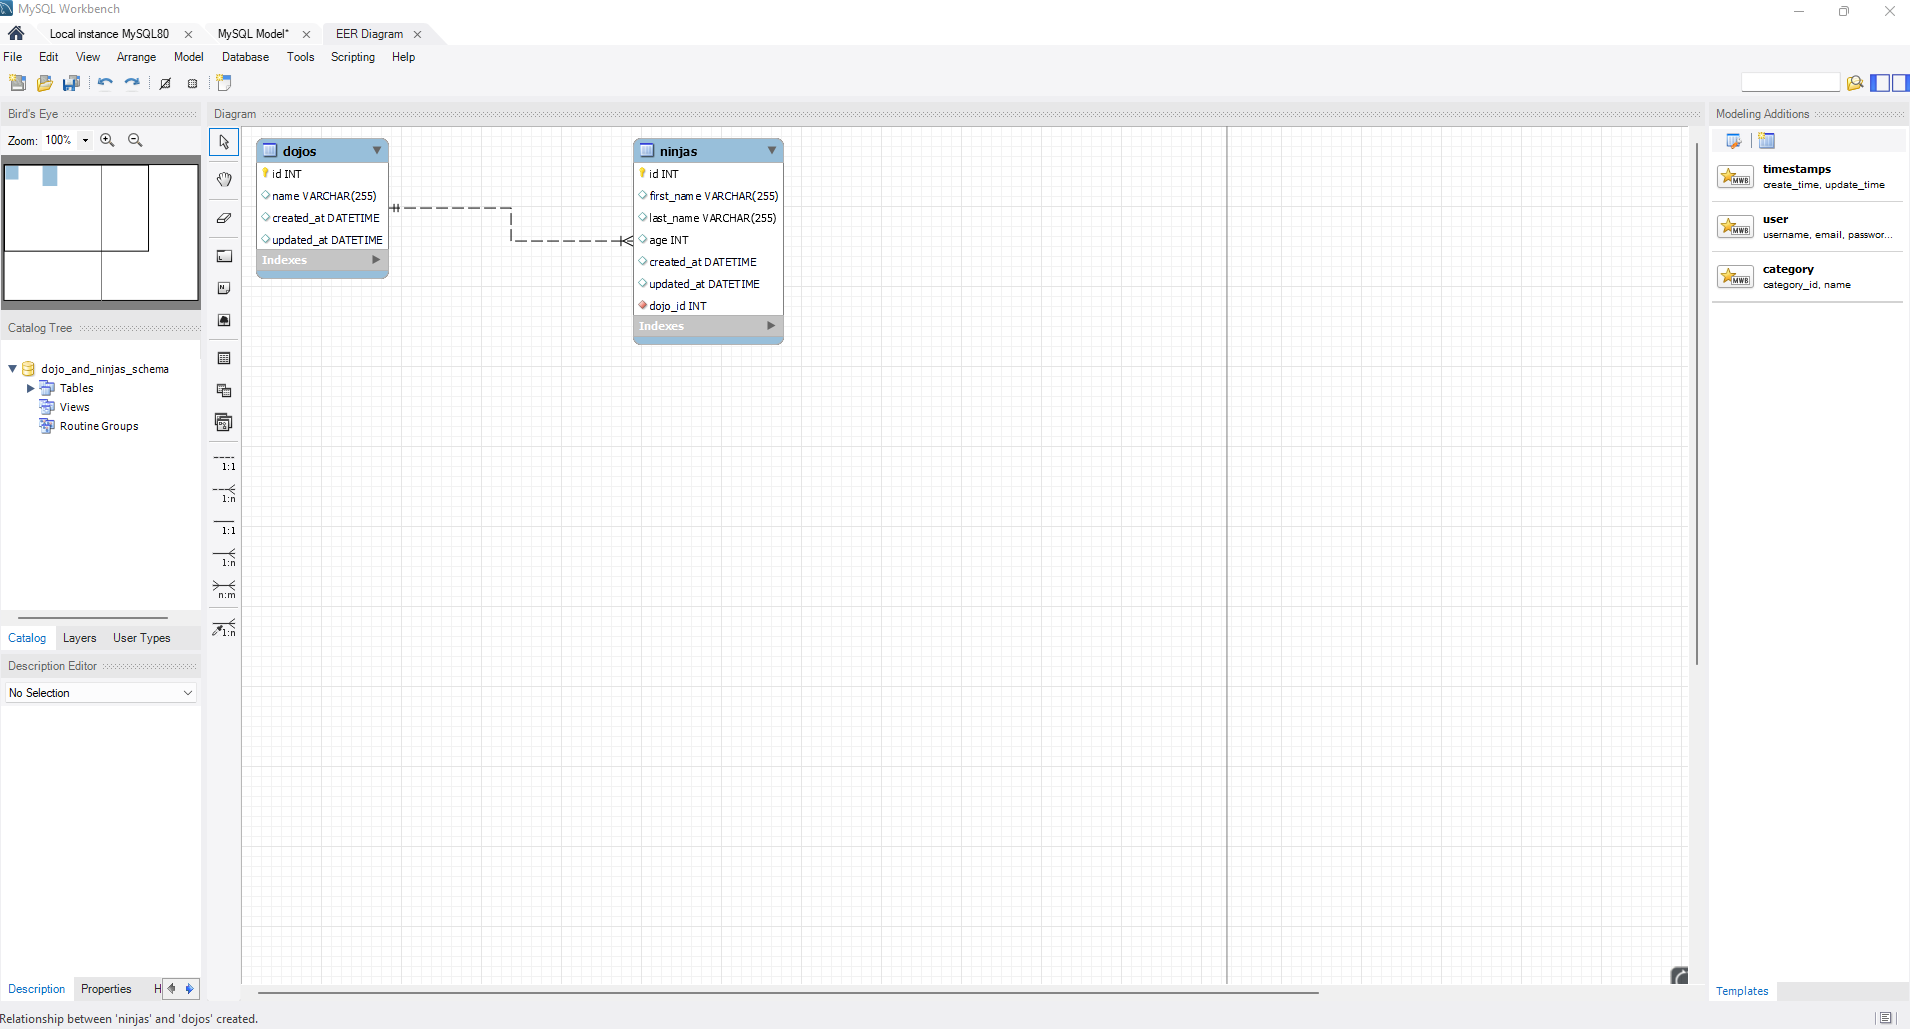 MySQL Workbench
Local instance MySQL80
MySQL Model*
EER Diagram
File Edit View Arrange Model Database Tools Scripting Help
Bird's Eye
Zoom: 100%
Catalog Tree
dojo_and_ninjas_schema
Tables
Views
Routine Groups
Catalog Layers User Types
Description Editor
No Selection
Description Properties H
Diagram
1:1
1:n
1:1
1:n
n:m
1:n
dojos
id INT
name VARCHAR(255)
created_at DATETIME
updated_at DATETIME
Indexes
ninjas
id INT
first_name VARCHAR(255)
last_name VARCHAR(255)
age INT
created_at DATETIME
updated_at DATETIME
dojo_id INT
Indexes
Modeling Additions
MWB
timestamps
create_time, update_time
MWB
user
username, email, passwor...
MWB
category
category_id, name
Templates
Relationship between 'ninjas' and 'dojos' created.